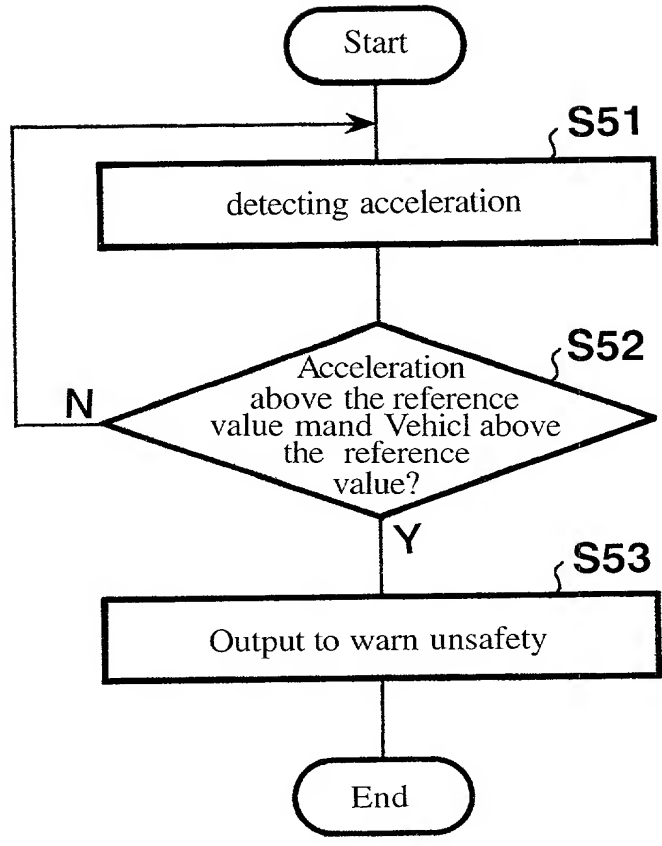 Start
S51
detecting acceleration
S52
Acceleration
above the reference
value mand Vehicl above
the reference
value?
N
Y
S53
Output to warn unsafety
End